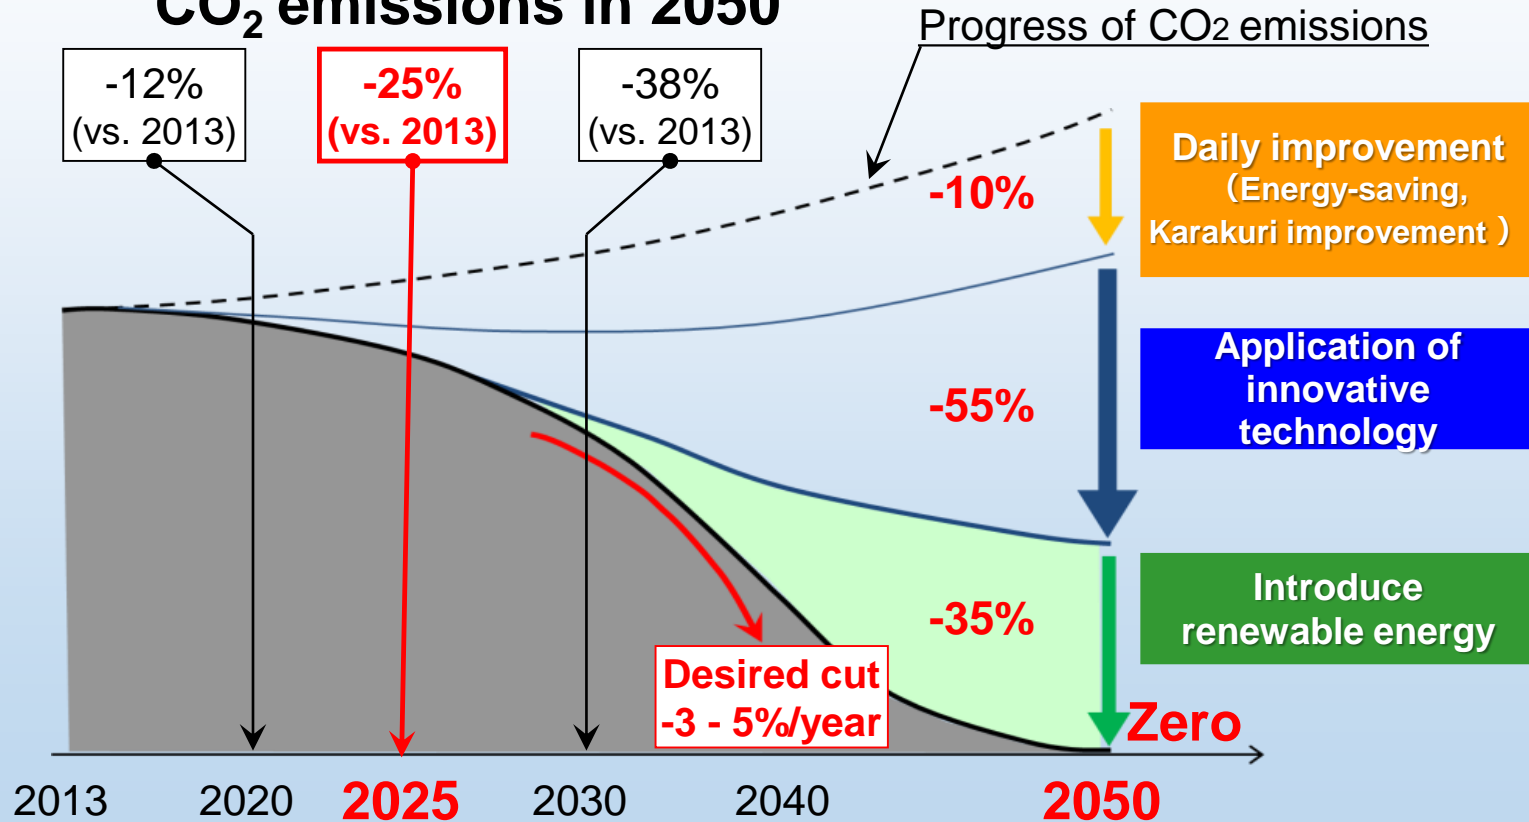 CO2 emissions in 2050
Progress of CO2 emissions
-12%
(vs. 2013)
-25%
(vs. 2013)
-38%
(vs. 2013)
-10%
Daily improvement
（Energy-saving,
Karakuri improvement ）
-55%
Application of
innovative
technology
-35%
Introduce
renewable energy
Desired cut
-3 - 5%/year
Zero
2013
2020
2025
2030
2040
2050